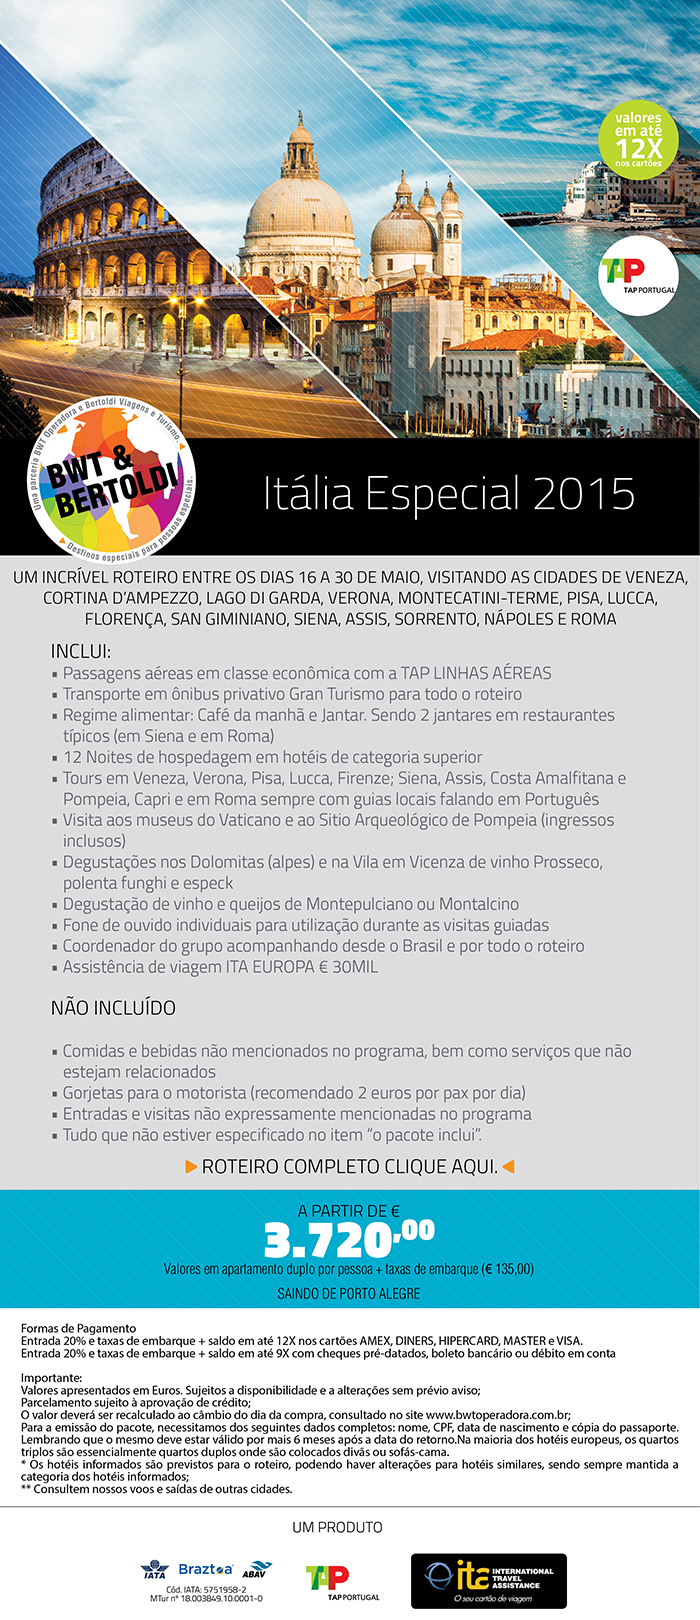 valores
em até
12X
nos cartões
TAP
TAP PORTUGAL
Uma parceria BWT Operadora e Bertoldi Viagens e Turismo.
BWT &
BERTOLDI
Destinos especiais para pessoas especiais.
Itália Especial 2015
UM INCRÍVEL ROTEIRO ENTRE OS DIAS 16 A 30 DE MAIO, VISITANDO AS CIDADES DE VENEZA,
CORTINA D'AMPEZZO, LAGO DI GARDA, VERONA, MONTECATINI-TERME, PISA, LUCCA,
FLORENÇA, SAN GIMINIANO, SIENA, ASSIS, SORRENTO, NÁPOLES E ROMA
INCLUI:
▪ Passagens aéreas em classe econômica com a TAP LINHAS AÉREAS
▪ Transporte em ônibus privativo Gran Turismo para todo o roteiro
▪ Regime alimentar: Café da manhã e Jantar. Sendo 2 jantares em restaurantes
típicos (em Siena e em Roma)
▪ 12 Noites de hospedagem em hotéis de categoria superior
▪ Tours em Veneza, Verona, Pisa, Lucca, Firenze; Siena, Assis, Costa Amalfitana e
Pompeia, Capri e em Roma sempre com guias locais falando em Português
▪ Visita aos museus do Vaticano e ao Sitio Arqueológico de Pompeia (ingressos
inclusos)
▪ Degustações nos Dolomitas (alpes) e na Vila em Vicenza de vinho Prosseco,
polenta funghi e especk
▪ Degustação de vinho e queijos de Montepulciano ou Montalcino
▪ Fone de ouvido individuais para utilização durante as visitas guiadas
▪ Coordenador do grupo acompanhando desde o Brasil e por todo o roteiro
▪ Assistência de viagem ITA EUROPA € 30MIL
NÃO INCLUÍDO
▪ Comidas e bebidas não mencionados no programa, bem como serviços que não
estejam relacionados
▪ Gorjetas para o motorista (recomendado 2 euros por pax por dia)
▪ Entradas e visitas não expressamente mencionadas no programa
▪ Tudo que não estiver especificado no item “o pacote inclui”.
ROTEIRO COMPLETO CLIQUE AQUI.
A PARTIR DE €
3.720,00
Valores em apartamento duplo por pessoa + taxas de embarque (€ 135,00)
SAINDO DE PORTO ALEGRE
Formas de Pagamento
Entrada 20% e taxas de embarque + saldo em até 12X nos cartões AMEX, DINERS, HIPERCARD, MASTER e VISA.
Entrada 20% e taxas de embarque + saldo em até 9X com cheques pré-datados, boleto bancário ou débito em conta
Importante:
Valores apresentados em Euros. Sujeitos a disponibilidade e a alterações sem prévio aviso;
Parcelamento sujeito à aprovação de crédito;
O valor deverá ser recalculado ao câmbio do dia da compra, consultado no site www.bwtoperadora.com.br;
Para a emissão do pacote, necessitamos dos seguintes dados completos: nome, CPF, data de nascimento e cópia do passaporte.
Lembrando que o mesmo deve estar válido por mais 6 meses após a data do retorno.Na maioria dos hotéis europeus, os quartos
triplos são essencialmente quartos duplos onde são colocados divãs ou sofás-cama.
* Os hotéis informados são previstos para o roteiro, podendo haver alterações para hotéis similares, sendo sempre mantida a
categoria dos hotéis informados;
** Consultem nossos voos e saídas de outras cidades.
UM PRODUTO
IATA
Braztoa
ABAV
Cód. IATA: 5751958-2
MTur nº 18.003849.10.0001-0
TAP
TAP PORTUGAL
ita INTERNATIONAL
TRAVEL
ASSISTANCE
O seu cartão de viagem